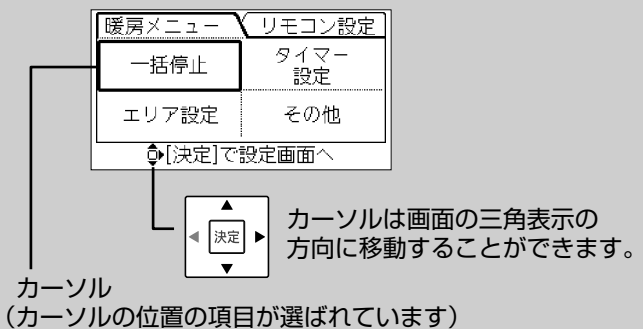 暖房メニュー リモコン設定
一括停止 タイマー
設定
エリア設定 その他
[決定]で設定画面へ
決定
カーソルは画面の三角表示の
方向に移動することができます。
カーソル
（カーソルの位置の項目が選ばれています）